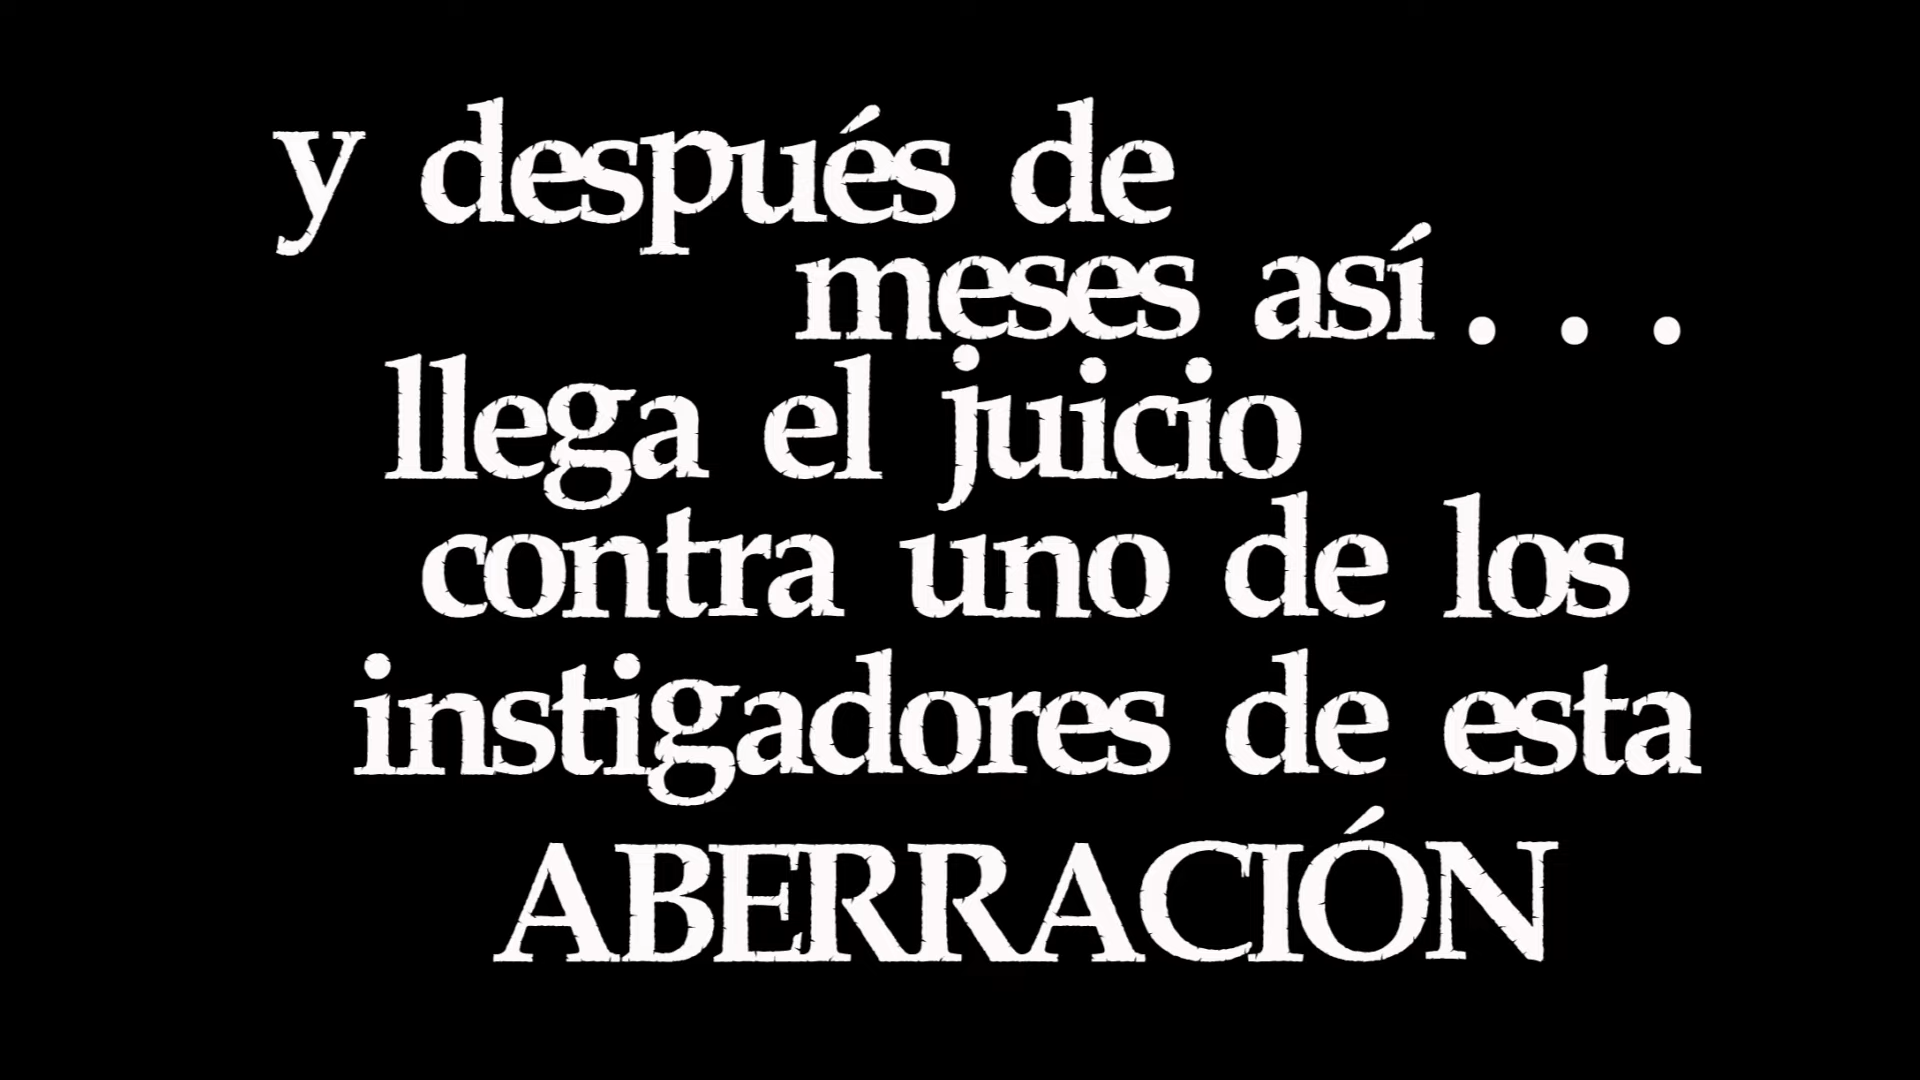 y después de
meses así...
llega el juicio
contra uno de los
instigadores de esta
ABERRACIÓN